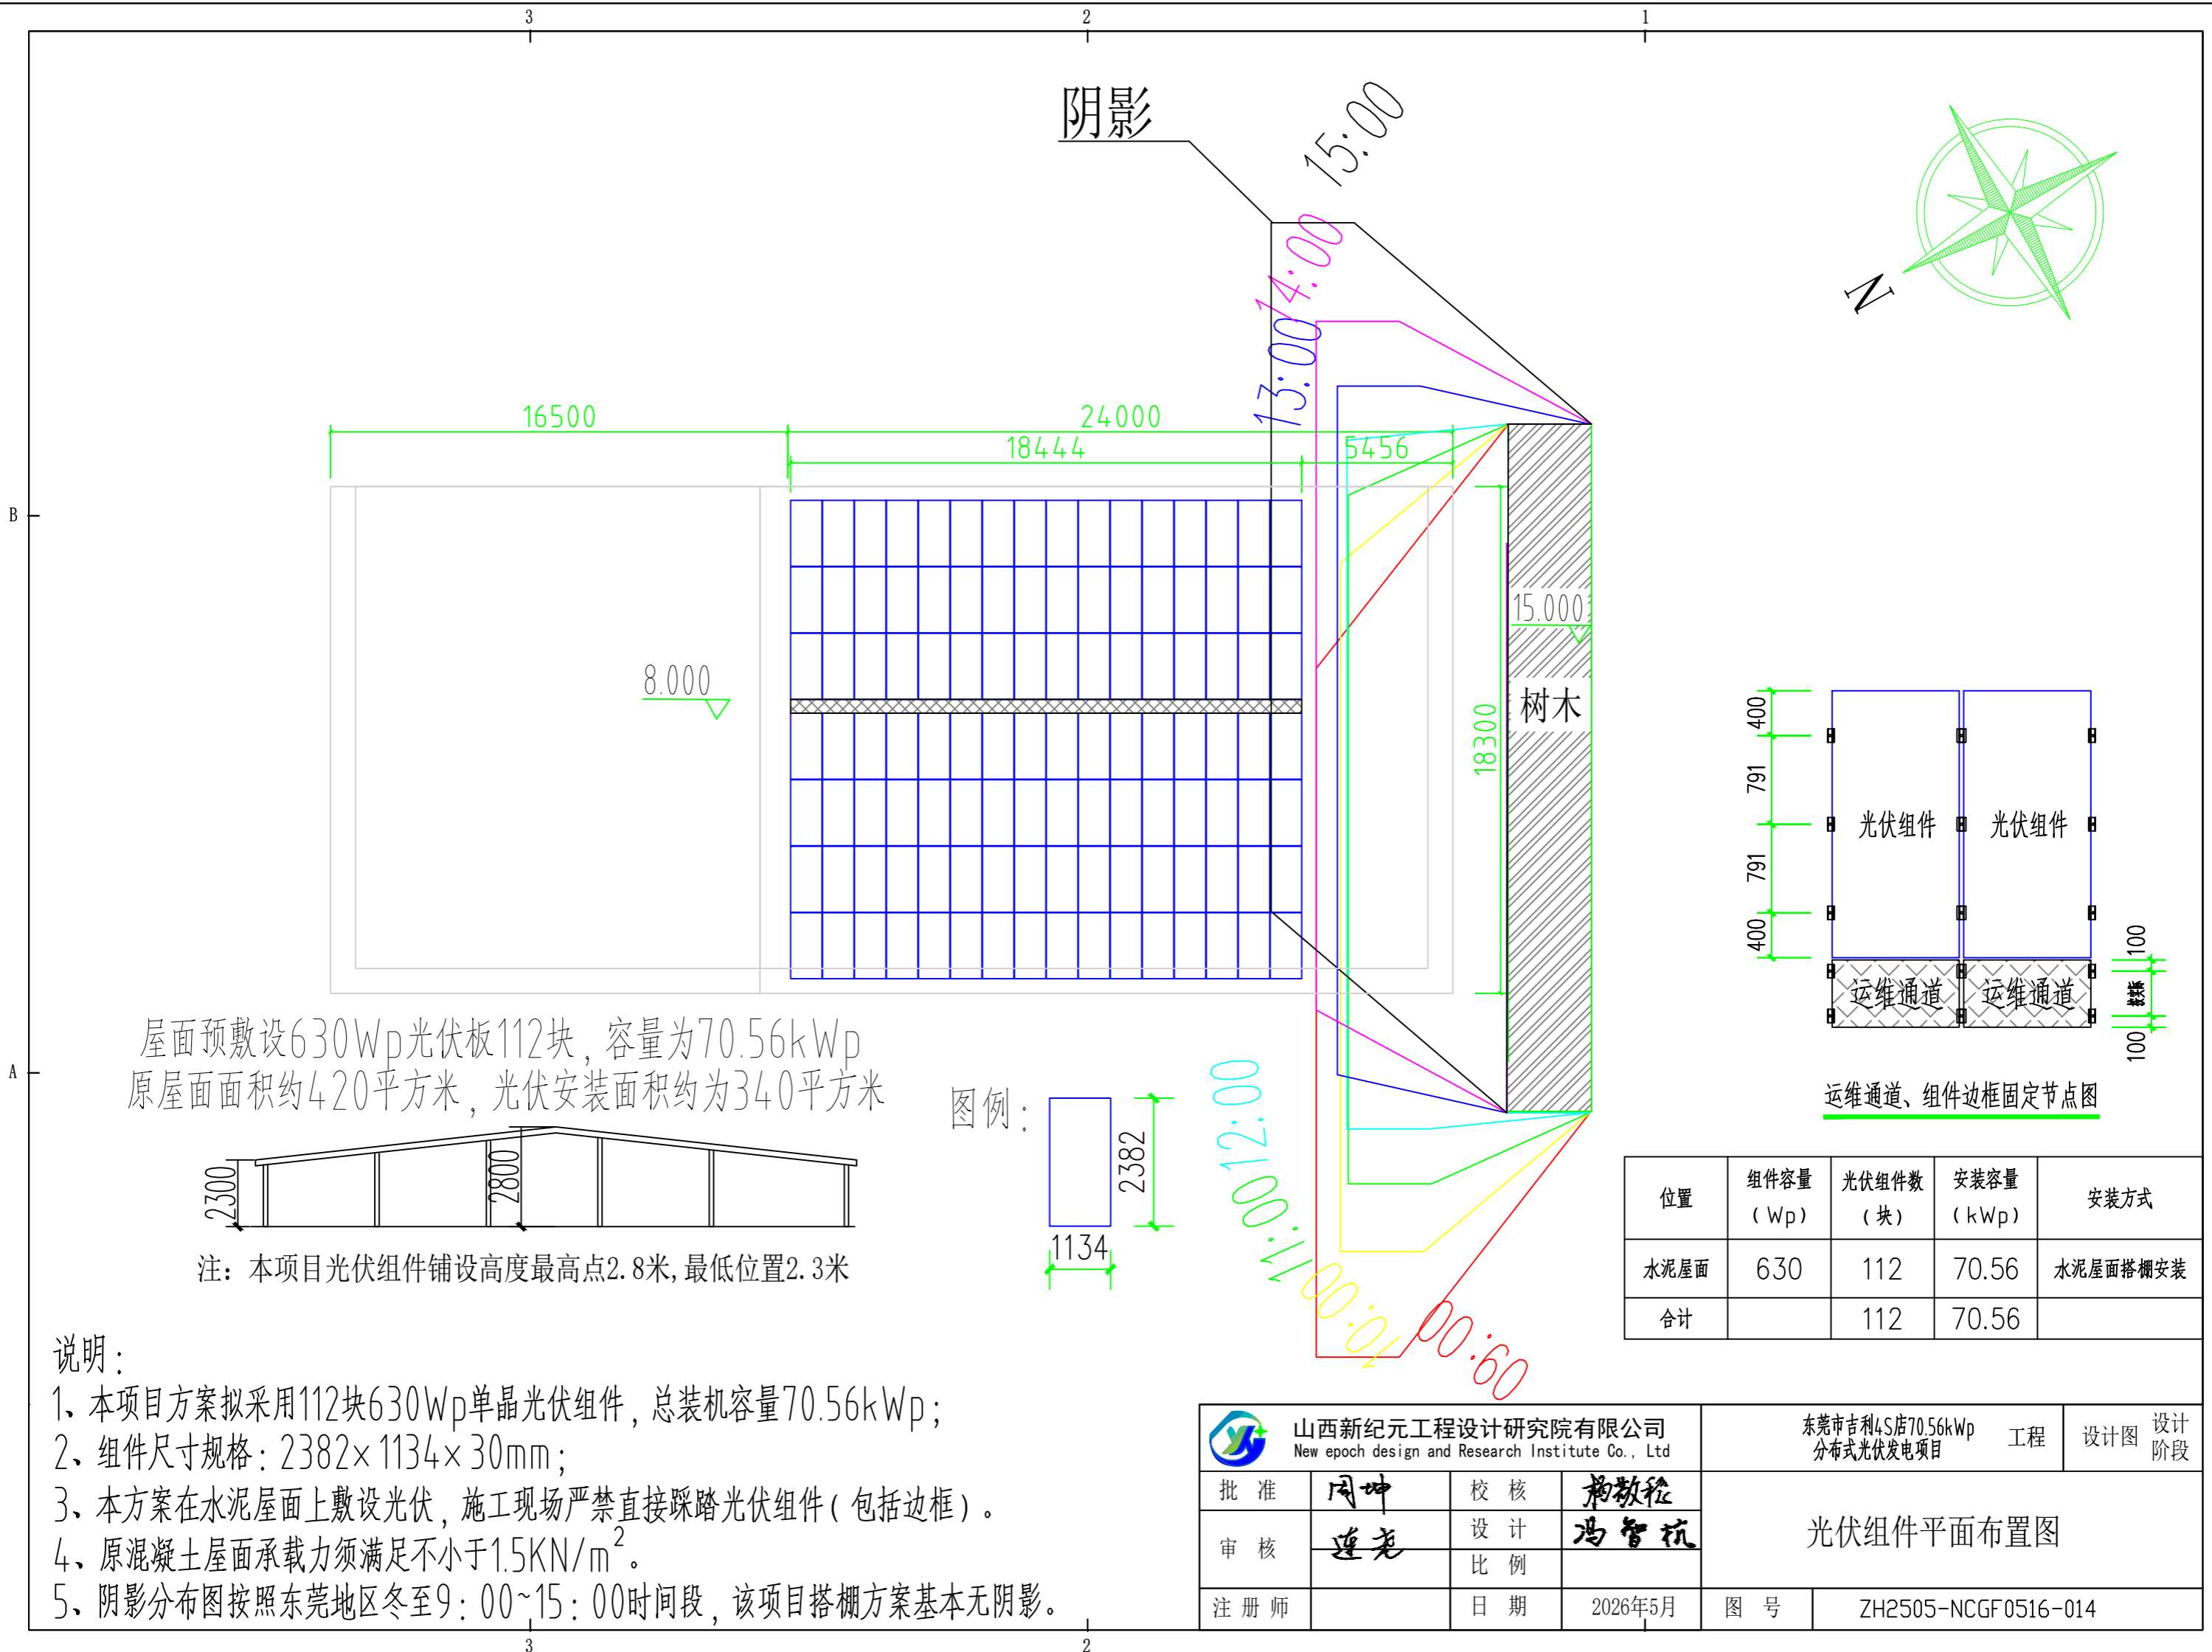 3
2
1
阴影
15:00
14:00
13:00
N
16500
24000
18444
5456
B
15.000
8.000
树木
18300
400
791
791
400
光伏组件
光伏组件
运维通道
运维通道
100
100
运维通道、组件边框固定节点图
A
屋面预敷设630Wp光伏板112块，容量为70.56kWp
原屋面面积约420平方米，光伏安装面积约为340平方米
图例：
2382
1134
12:00
11:00
10:00
09:00
2300
2800
注：本项目光伏组件铺设高度最高点2.8米,最低位置2.3米
位置 组件容量（Wp） 光伏组件数（块） 安装容量（kWp） 安装方式
水泥屋面 630 112 70.56 水泥屋面搭棚安装
合计 112 70.56
说明：
1、本项目方案拟采用112块630Wp单晶光伏组件，总装机容量70.56kWp；
2、组件尺寸规格：2382×1134×30mm；
3、本方案在水泥屋面上敷设光伏，施工现场严禁直接踩踏光伏组件（包括边框）。
4、原混凝土屋面承载力须满足不小于1.5KN/m²。
5、阴影分布图按照东莞地区冬至9：00~15：00时间段，该项目搭棚方案基本无阴影。
山西新纪元工程设计研究院有限公司
New epoch design and Research Institute Co., Ltd
东莞市吉利4S店70.56kWp
分布式光伏发电项目
工程
设计图
设计
阶段
批 准 周坤 校 核
审 核 连尧 设 计 冯智杭
比 例
光伏组件平面布置图
注册师 日 期 2026年5月 图 号 ZH2505-NCGF0516-014
3
2
1